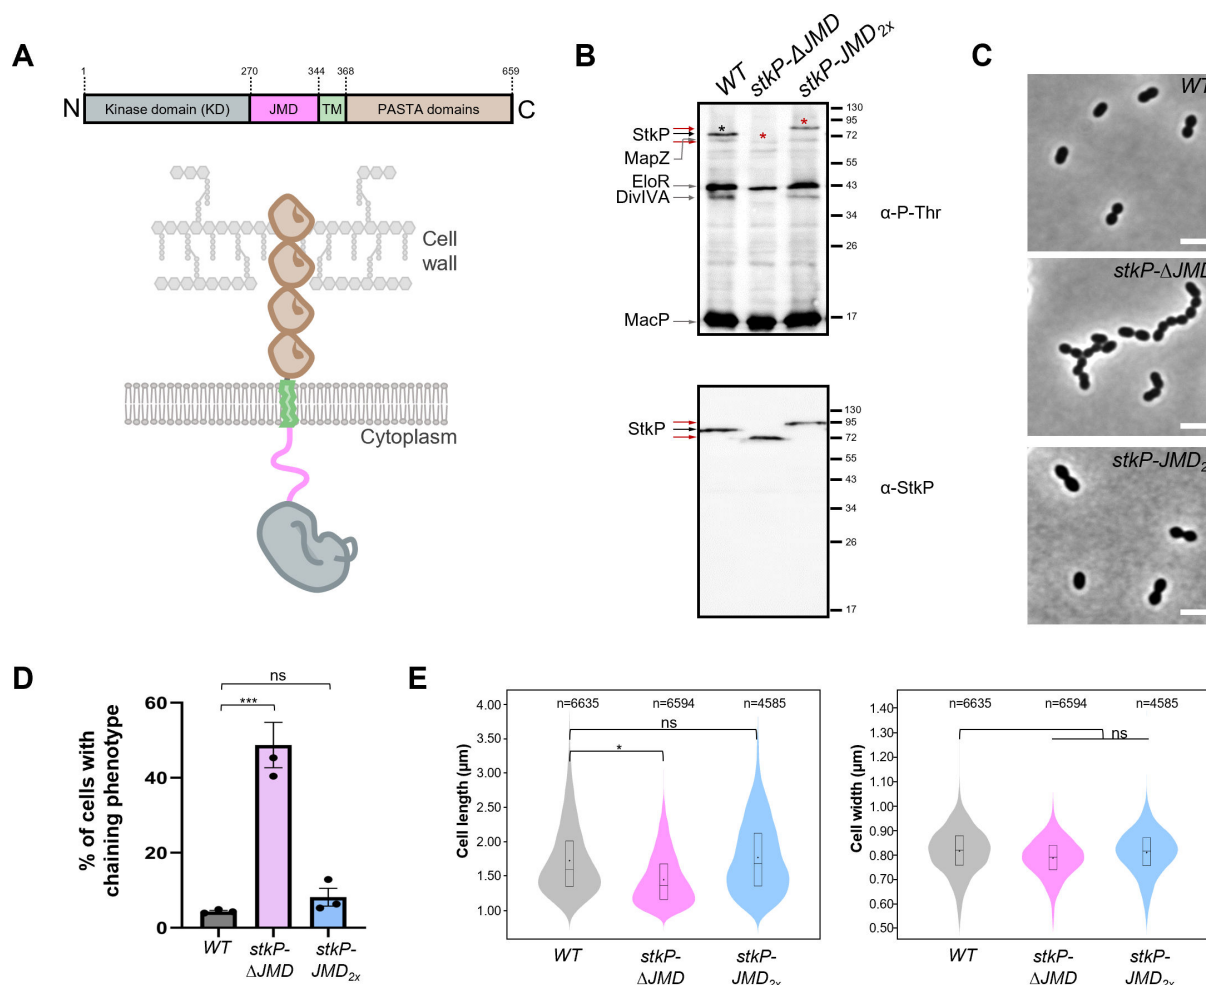 A
1 270 344 368 659
N Kinase domain (KD) JMD TM PASTA domains C
Cell
wall
Cytoplasm
B
WT stkP-ΔJMD stkP-JMD2x
130
95
StkP * * * 72
MapZ
55
EloR 43
DivIVA
34
α-P-Thr
26
MacP 17
130
95
StkP
72
55
43
α-StkP
34
26
17
C
WT
stkP-ΔJMD
stkP-JMD2
D
% of cells with
chaining phenotype
60
40
20
0
ns
***
WT stkP-ΔJMD stkP-JMD2x
E
Cell length (µm)
4.00
3.50
3.00
2.50
2.00
1.50
1.00
n=6635 n=6594 n=4585
ns
*
WT stkP-ΔJMD stkP-JMD2x
Cell width (µm)
1.40
1.30
1.20
1.10
1.00
0.90
0.80
0.70
0.60
0.50
n=6635 n=6594 n=4585
ns
WT stkP-ΔJMD stkP-JMD2x